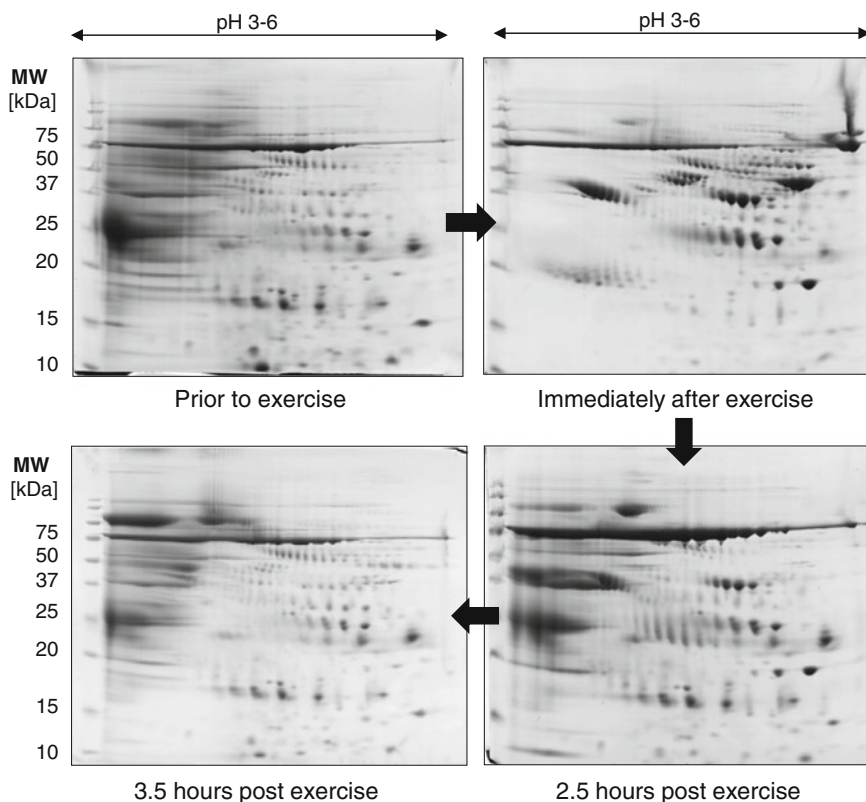 pH 3-6
pH 3-6
MW
[kDa]
75
50
37
25
20
15
10
Prior to exercise
Immediately after exercise
MW
[kDa]
75
50
37
25
20
15
10
3.5 hours post exercise
2.5 hours post exercise